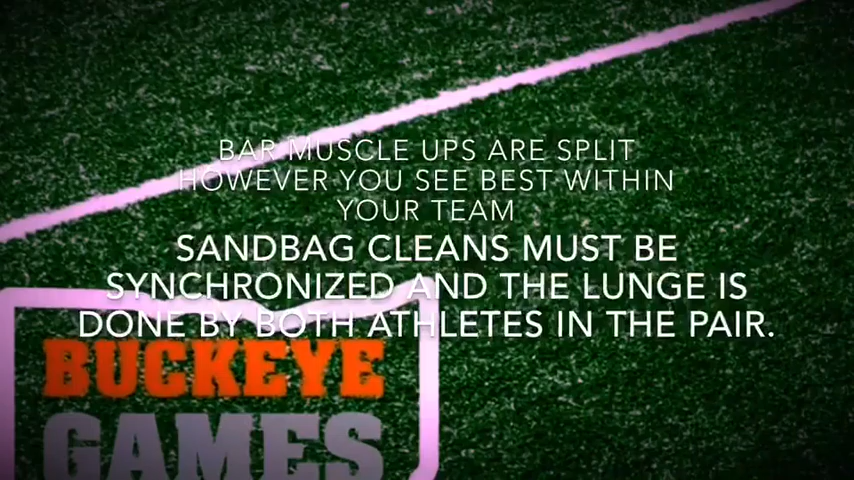 BAR MUSCLE UPS ARE SPLIT
HOWEVER YOU SEE BEST WITHIN
YOUR TEAM
SANDBAG CLEANS MUST BE
SYNCHRONIZED AND THE LUNGE IS
DONE BY BOTH ATHLETES IN THE PAIR.
BUCKEYE
GAMES